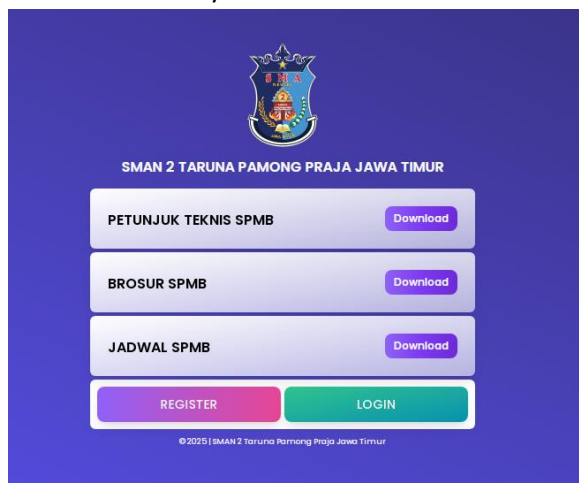 S M A
SMAN 2 TARUNA PAMONG PRAJA JAWA TIMUR
PETUNJUK TEKNIS SPMB
Download
BROSUR SPMB
Download
JADWAL SPMB
Download
REGISTER
LOGIN
©2025 | SMAN 2 Taruna Pamong Praja Jawa Timur